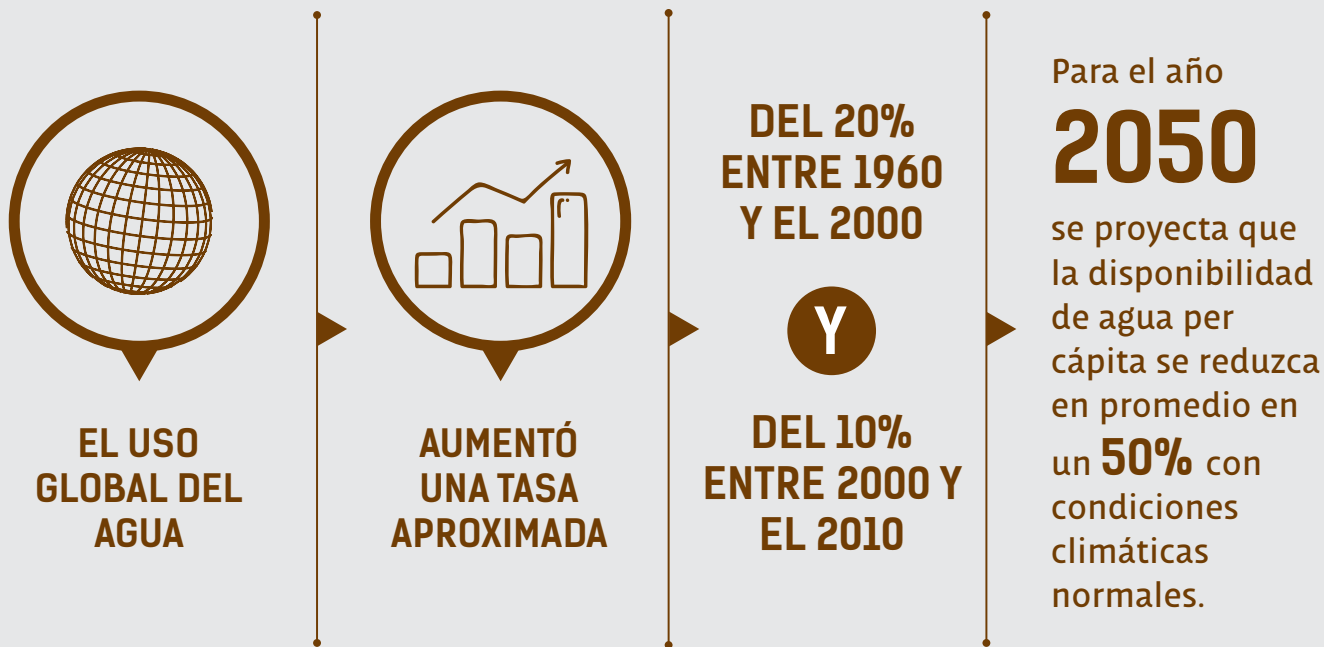 EL USO
GLOBAL DEL
AGUA
AUMENTÓ
UNA TASA
APROXIMADA
DEL 20%
ENTRE 1960
Y EL 2000
Y
DEL 10%
ENTRE 2000 Y
EL 2010
Para el año
2050
se proyecta que
la disponibilidad
de agua per
cápita se reduzca
en promedio en
un 50% con
condiciones
climáticas
normales.